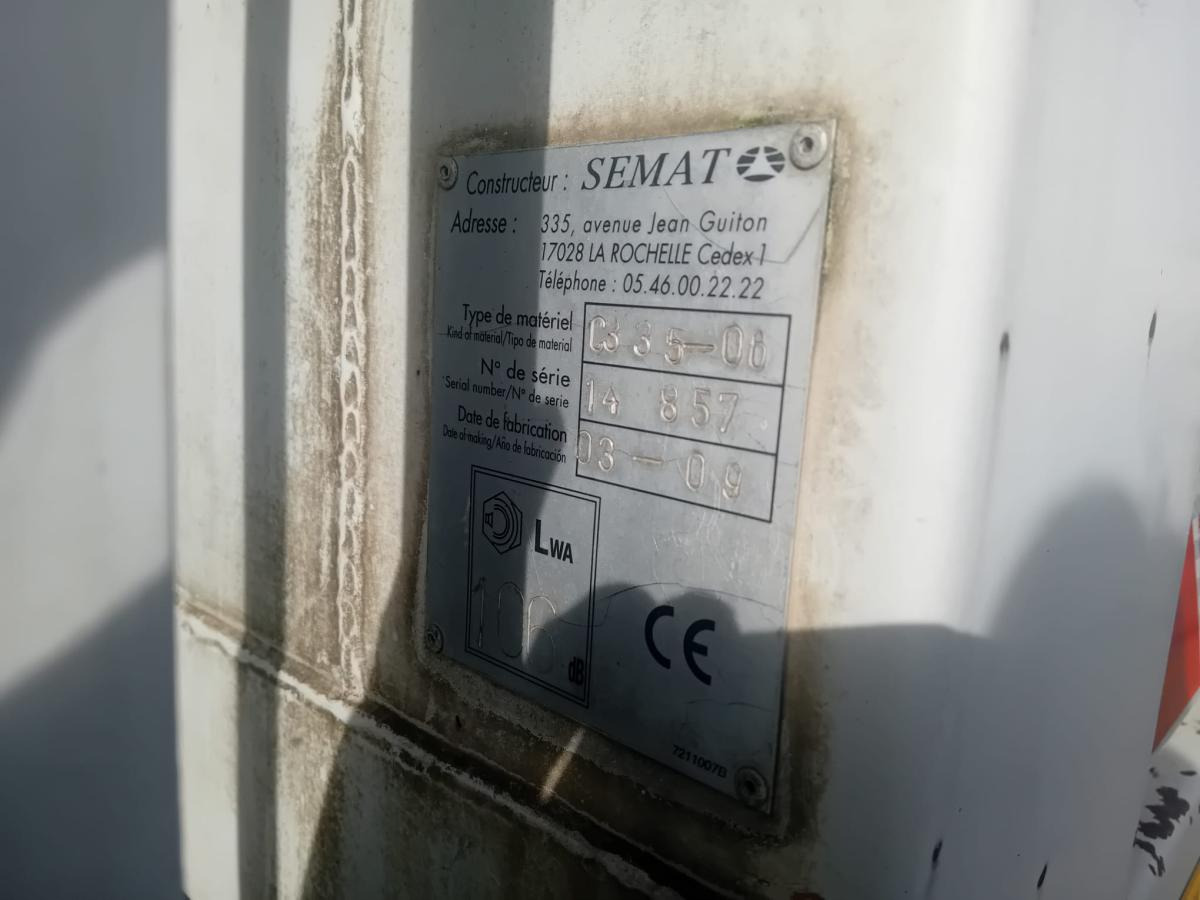 Constructeur : SEMAT
Adresse : 335, avenue Jean Guiton
17028 LA ROCHELLE Cedex 1
Téléphone : 05.46.00.22.22
Type de matériel C335-06
Kind of material/Tipo de material
N° de série 14 857
Serial number/N° de serie
Date de fabrication 03-09
Date of making/Año de fabricación
LWA
106
dB
CE
7211007B